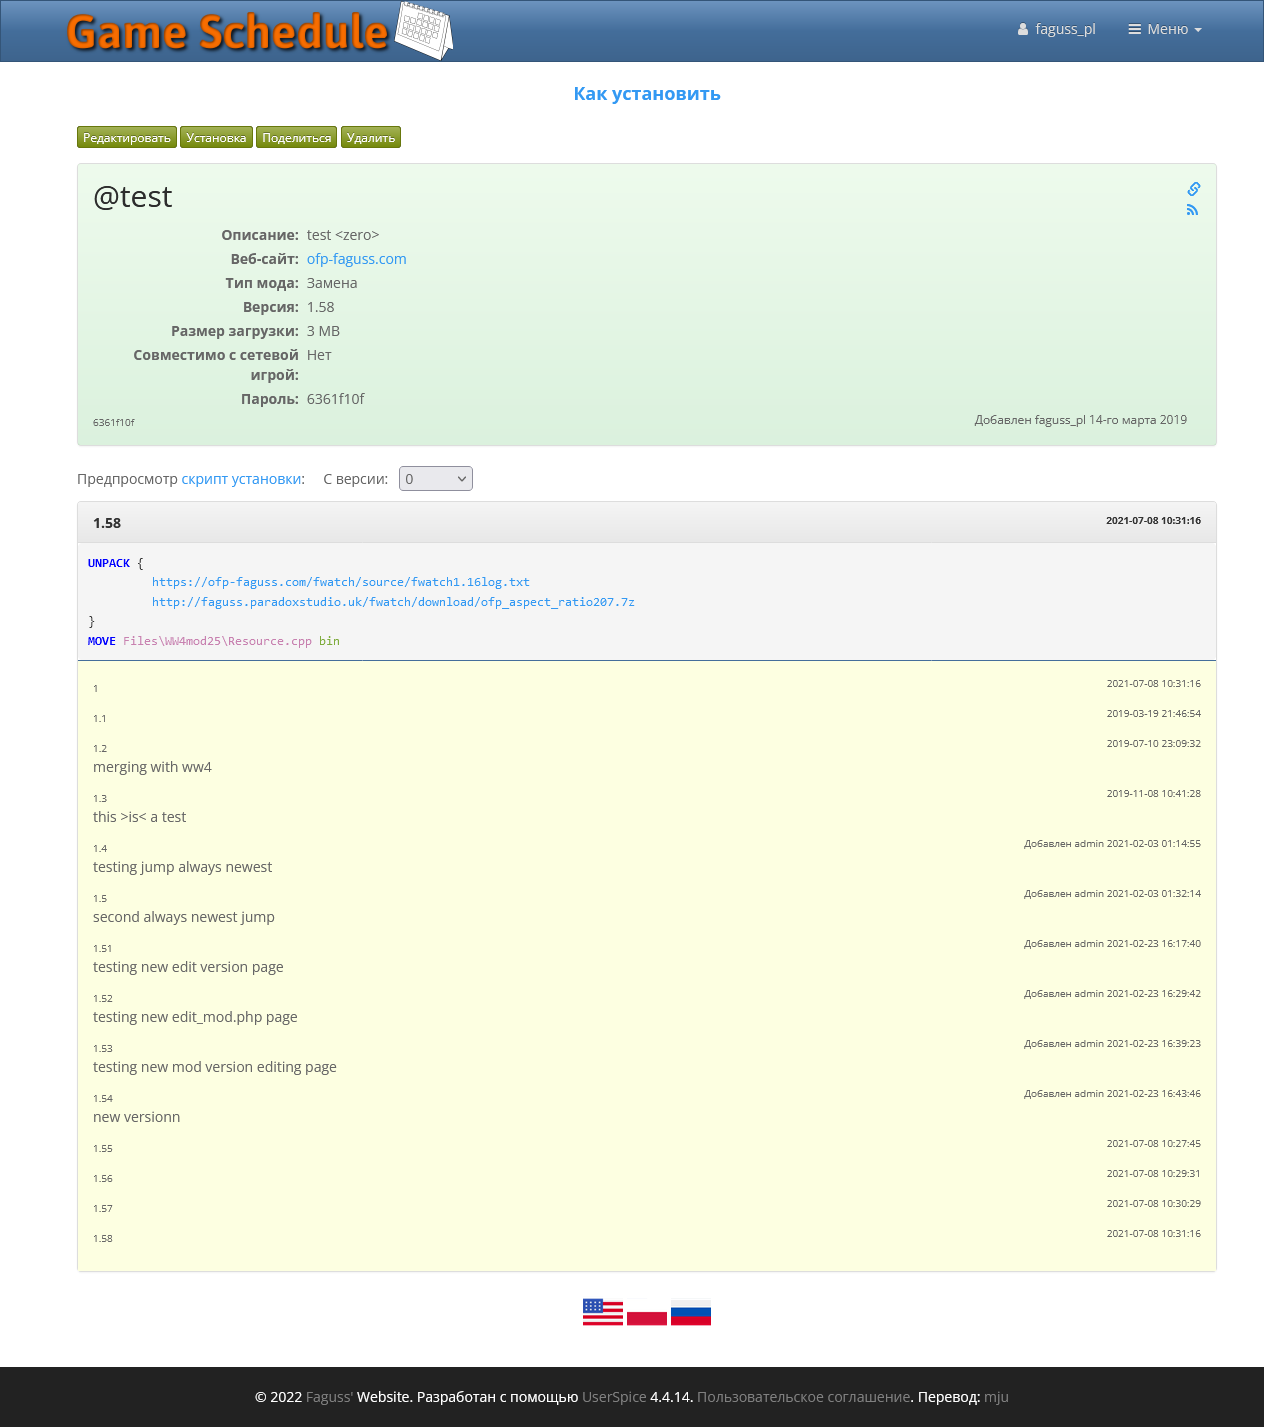 Game Schedule
faguss_pl Меню
Как установить
Редактировать Установка Поделиться Удалить
@test
Описание: test <zero>
Веб-сайт: ofp-faguss.com
Тип мода: Замена
Версия: 1.58
Размер загрузки: 3 MB
Совместимо с сетевой Нет
игрой:
Пароль: 6361f10f
6361f10f Добавлен faguss_pl 14-го марта 2019
Предпросмотр скрипт установки: С версии: 0
1.58 2021-07-08 10:31:16
UNPACK {
https://ofp-faguss.com/fwatch/source/fwatch1.16log.txt
http://faguss.paradoxstudio.uk/fwatch/download/ofp_aspect_ratio207.7z
}
MOVE Files\WW4mod25\Resource.cpp bin
1 2021-07-08 10:31:16
1.1 2019-03-19 21:46:54
1.2 2019-07-10 23:09:32
merging with ww4
1.3 2019-11-08 10:41:28
this >is< a test
1.4 Добавлен admin 2021-02-03 01:14:55
testing jump always newest
1.5 Добавлен admin 2021-02-03 01:32:14
second always newest jump
1.51 Добавлен admin 2021-02-23 16:17:40
testing new edit version page
1.52 Добавлен admin 2021-02-23 16:29:42
testing new edit_mod.php page
1.53 Добавлен admin 2021-02-23 16:39:23
testing new mod version editing page
1.54 Добавлен admin 2021-02-23 16:43:46
new versionn
1.55 2021-07-08 10:27:45
1.56 2021-07-08 10:29:31
1.57 2021-07-08 10:30:29
1.58 2021-07-08 10:31:16
© 2022 Faguss' Website. Разработан с помощью UserSpice 4.4.14. Пользовательское соглашение. Перевод: mju